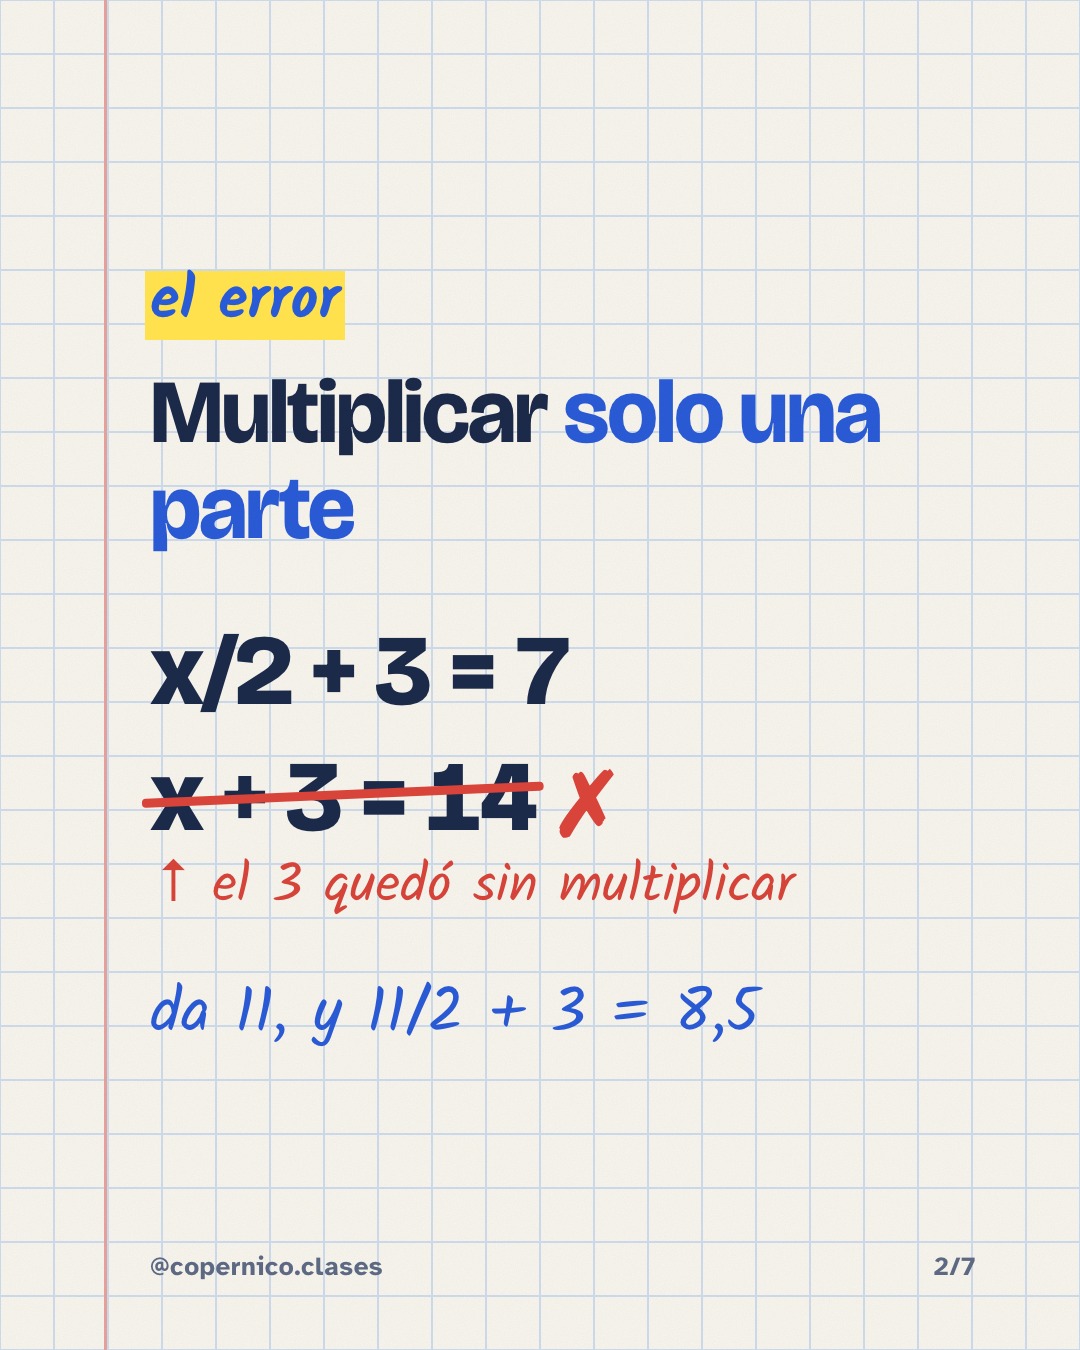 el error
Multiplicar solo una
parte
x/2 + 3 = 7
x + 3 = 14 ✗
↑ el 3 quedó sin multiplicar
da 11, y 11/2 + 3 = 8,5
@copernico.clases
2/7